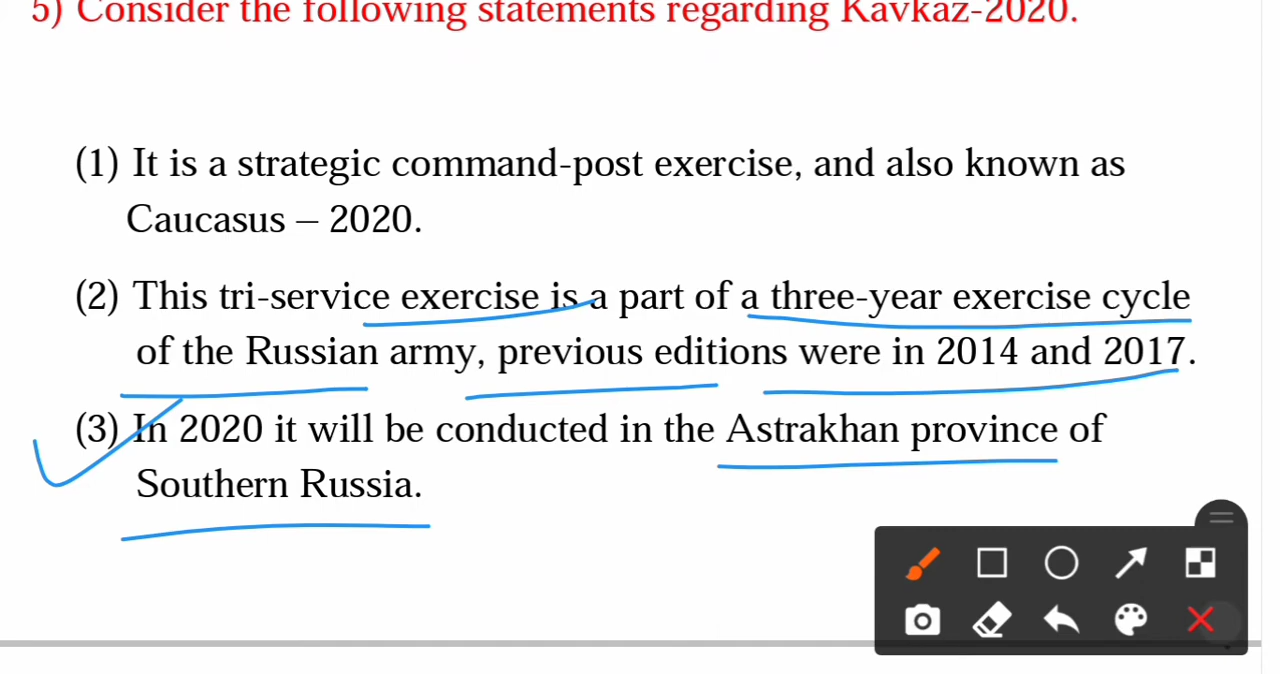 5) Consider the following statements regarding Kavkaz-2020.
(1) It is a strategic command-post exercise, and also known as
Caucasus – 2020.
(2) This tri-service exercise is a part of a three-year exercise cycle
of the Russian army, previous editions were in 2014 and 2017.
(3) In 2020 it will be conducted in the Astrakhan province of
Southern Russia.